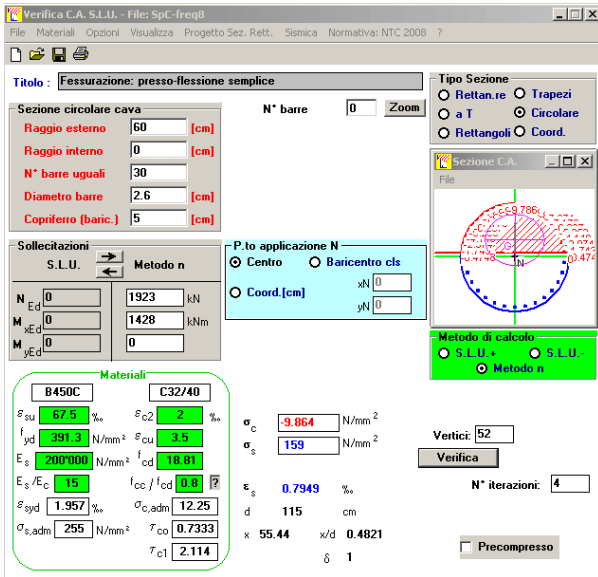 Verifica C.A. S.L.U. - File: SpC-freq8
File Materiali Opzioni Visualizza Progetto Sez. Rett. Sismica Normativa: NTC 2008 ?
Titolo : Fessurazione: presso-flessione semplice
Tipo Sezione
Rettan.re Trapezi
a T Circolare
Rettangoli Coord.
Sezione circolare cava
Raggio esterno 60 [cm]
Raggio interno 0 [cm]
N° barre uguali 30
Diametro barre 2.6 [cm]
Copriferro (baric.) 5 [cm]
N° barre 0 Zoom
Sezione C.A.
File
G
N
Sollecitazioni
S.L.U. Metodo n
N Ed 0 1923 kN
M xEd 0 1428 kNm
M yEd 0 0
P.to applicazione N
Centro Baricentro cls
Coord.[cm]
xN 0
yN 0
Metodo di calcolo
S.L.U.+ S.L.U.-
Metodo n
Materiali
B450C C32/40
εsu 67.5 ‰ εc2 2 ‰
fyd 391.3 N/mm² εcu 3.5
Es 200'000 N/mm² fcd 18.81
Es/Ec 15 fcc / fcd 0.8 ?
εsyd 1.957 ‰ σc,adm 12.25
σs,adm 255 N/mm² τco 0.7333
τc1 2.114
σc -9.864 N/mm²
σs 159 N/mm²
εs 0.7949 ‰
d 115 cm
x 55.44 x/d 0.4821
δ 1
Vertici: 52
Verifica
N° iterazioni: 4
Precompresso